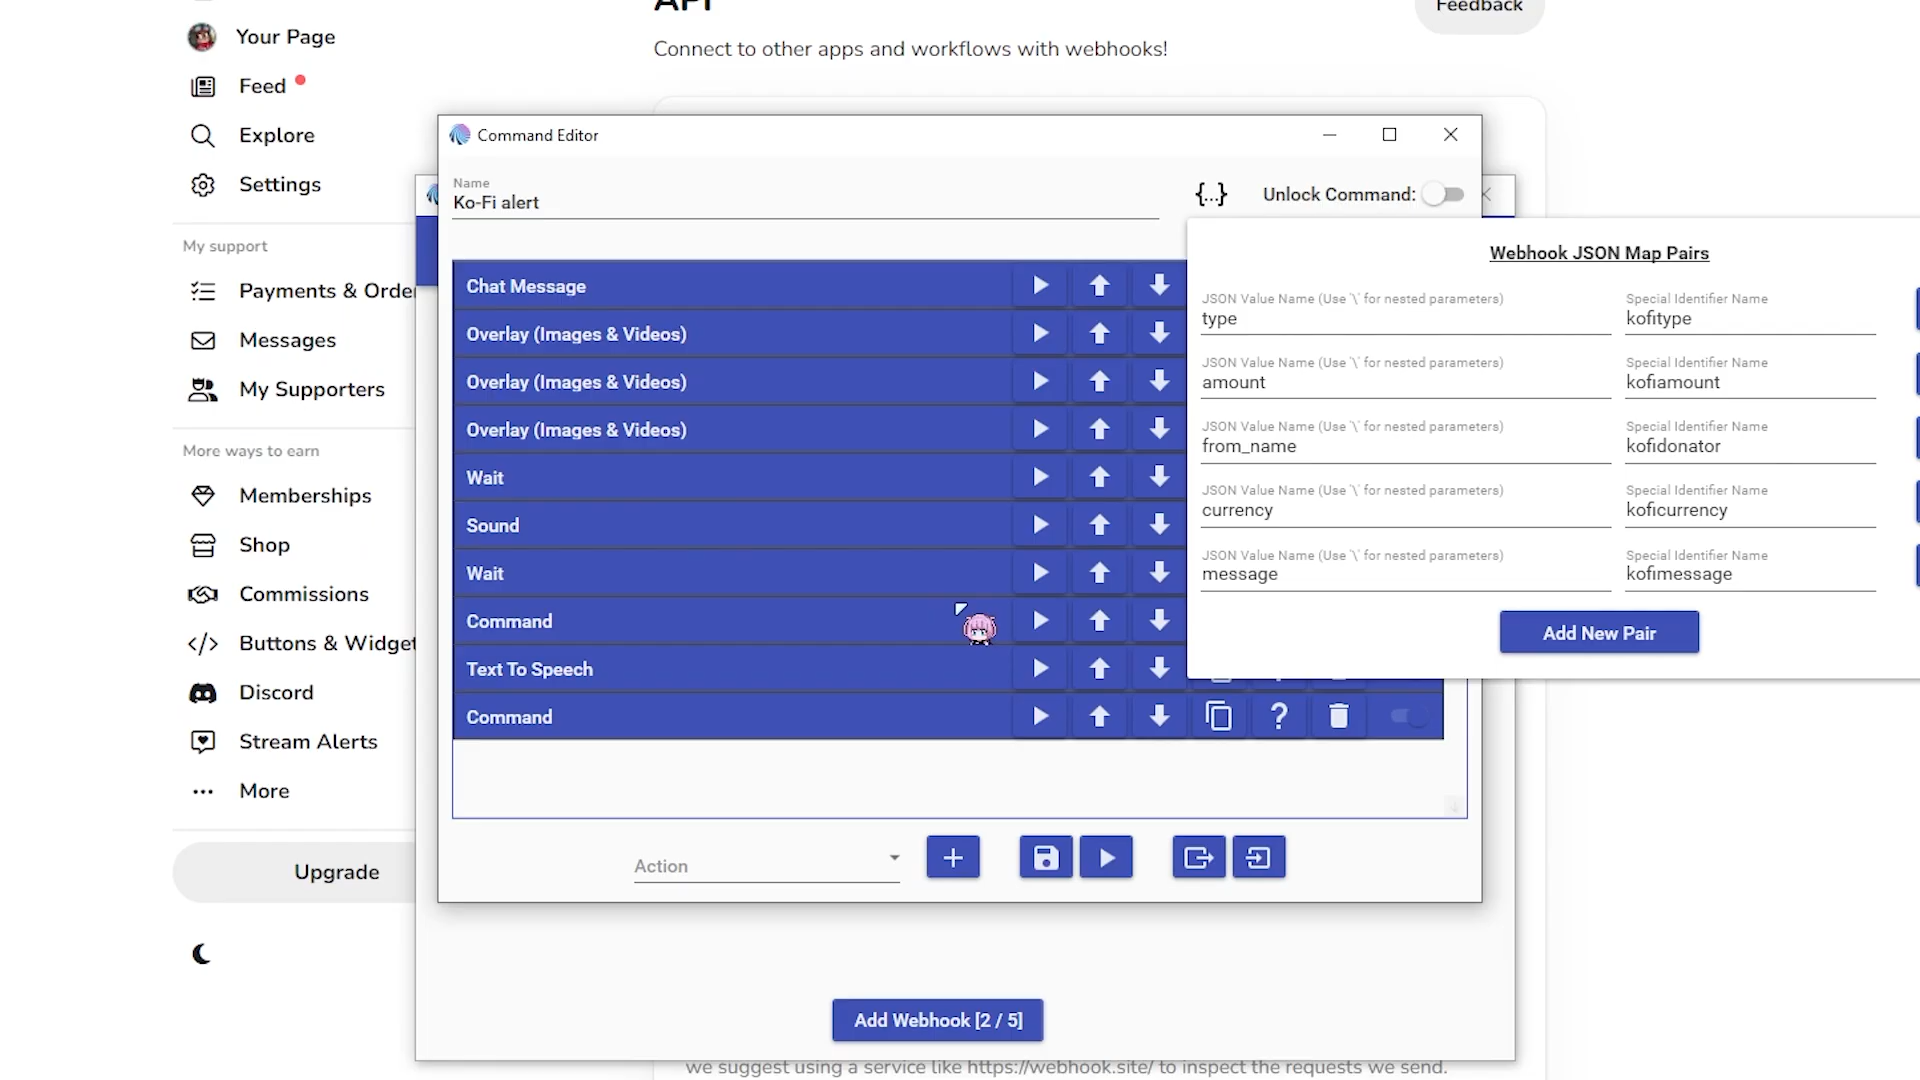 API
Feedback
Connect to other apps and workflows with webhooks!
Your Page
Feed
Explore
Settings
My support
Payments & Order
Messages
My Supporters
More ways to earn
Memberships
Shop
Commissions
Buttons & Widget
Discord
Stream Alerts
More
Upgrade
Command Editor
Name
Ko-Fi alert
{...}
Unlock Command:
Chat Message
Overlay (Images & Videos)
Overlay (Images & Videos)
Overlay (Images & Videos)
Wait
Sound
Wait
Command
Text To Speech
Command
?
Action
Webhook JSON Map Pairs
JSON Value Name (Use '\' for nested parameters)
Special Identifier Name
type
kofitype
JSON Value Name (Use '\' for nested parameters)
Special Identifier Name
amount
kofiamount
JSON Value Name (Use '\' for nested parameters)
Special Identifier Name
from_name
kofidonator
JSON Value Name (Use '\' for nested parameters)
Special Identifier Name
currency
koficurrency
JSON Value Name (Use '\' for nested parameters)
Special Identifier Name
message
kofimessage
Add New Pair
Add Webhook [2 / 5]
we suggest using a service like https://webhook.site/ to inspect the requests we send.